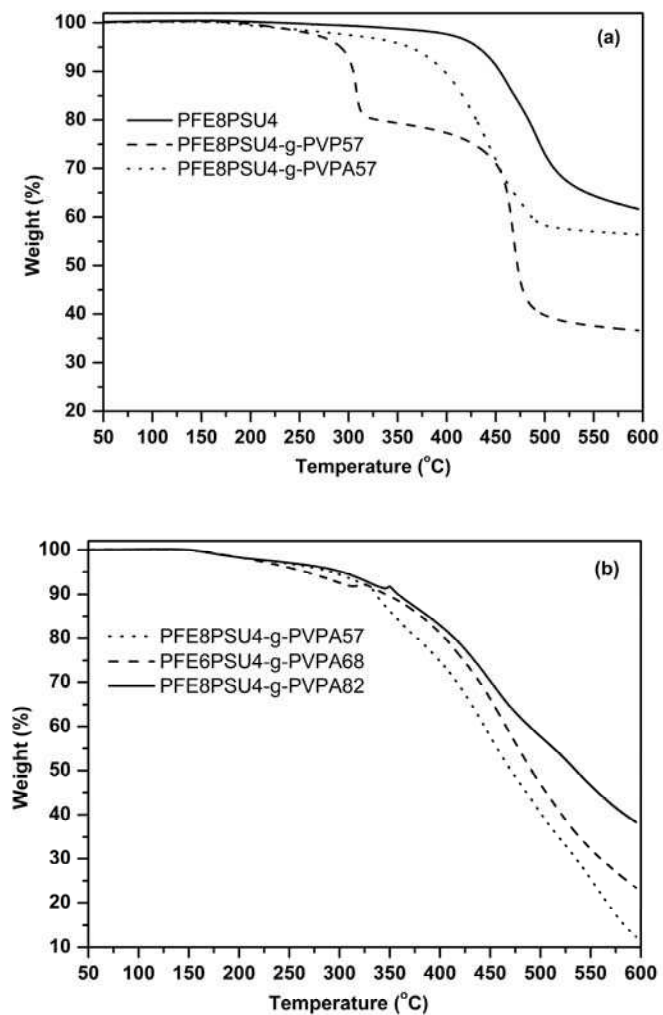 (a)
100
90
80
70
60
50
40
30
20
Weight (%)
PFE8PSU4
PFE8PSU4-g-PVP57
PFE8PSU4-g-PVPA57
50 100 150 200 250 300 350 400 450 500 550 600
Temperature (°C)
(b)
100
90
80
70
60
50
40
30
20
10
Weight (%)
PFE8PSU4-g-PVPA57
PFE6PSU4-g-PVPA68
PFE8PSU4-g-PVPA82
50 100 150 200 250 300 350 400 450 500 550 600
Temperature (°C)